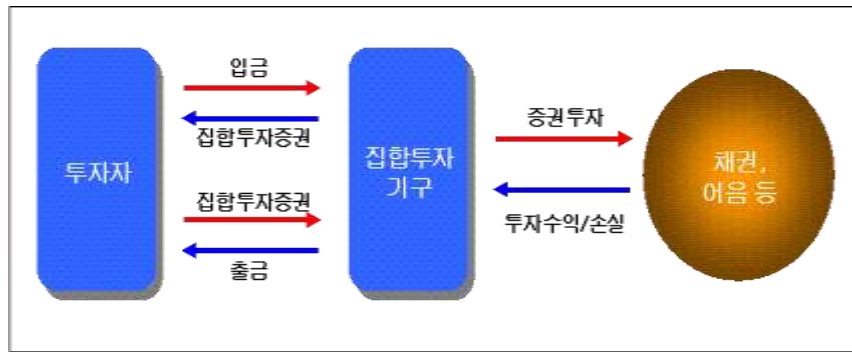 입금
집합투자증권
투자자
집합투자증권
출금
집합투자
기구
증권투자
투자수익/손실
채권,
어음 등